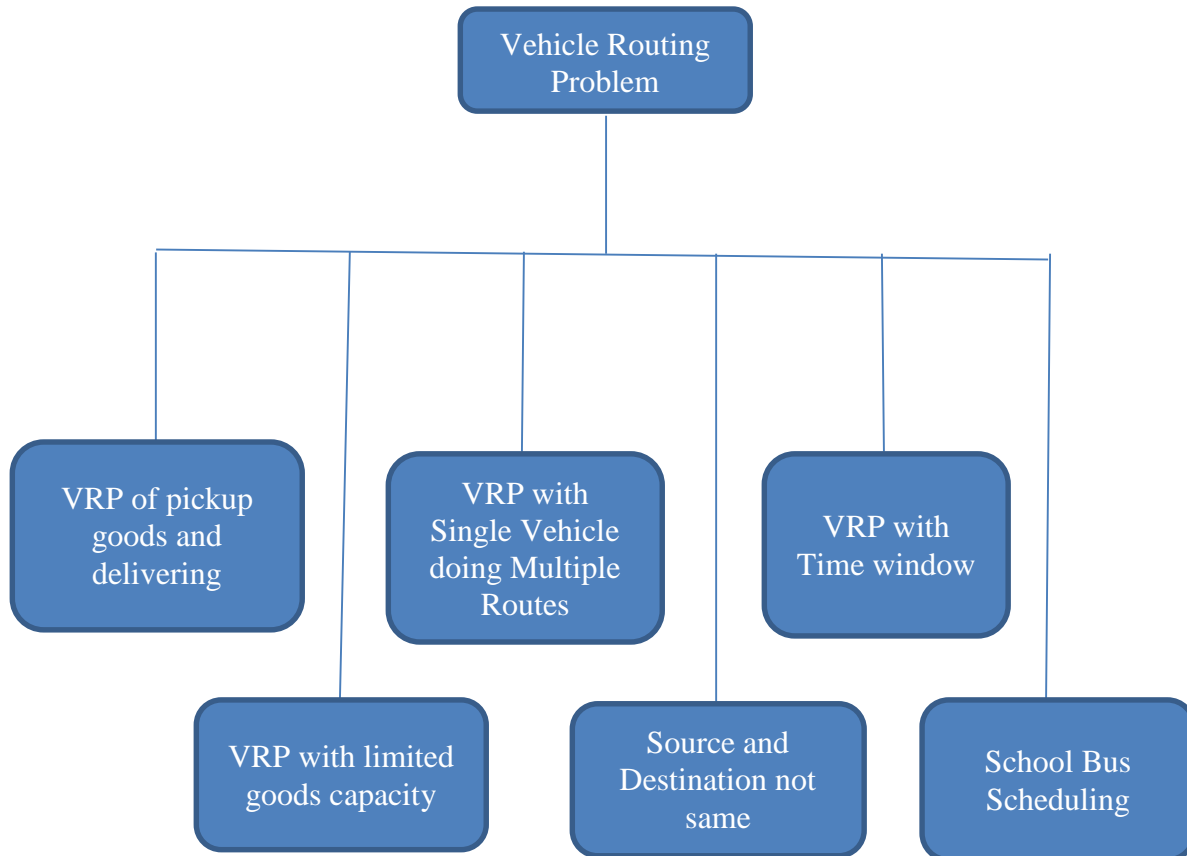 Vehicle Routing
Problem
VRP of pickup
goods and
delivering
VRP with
Single Vehicle
doing Multiple
Routes
VRP with
Time window
VRP with limited
goods capacity
Source and
Destination not
same
School Bus
Scheduling